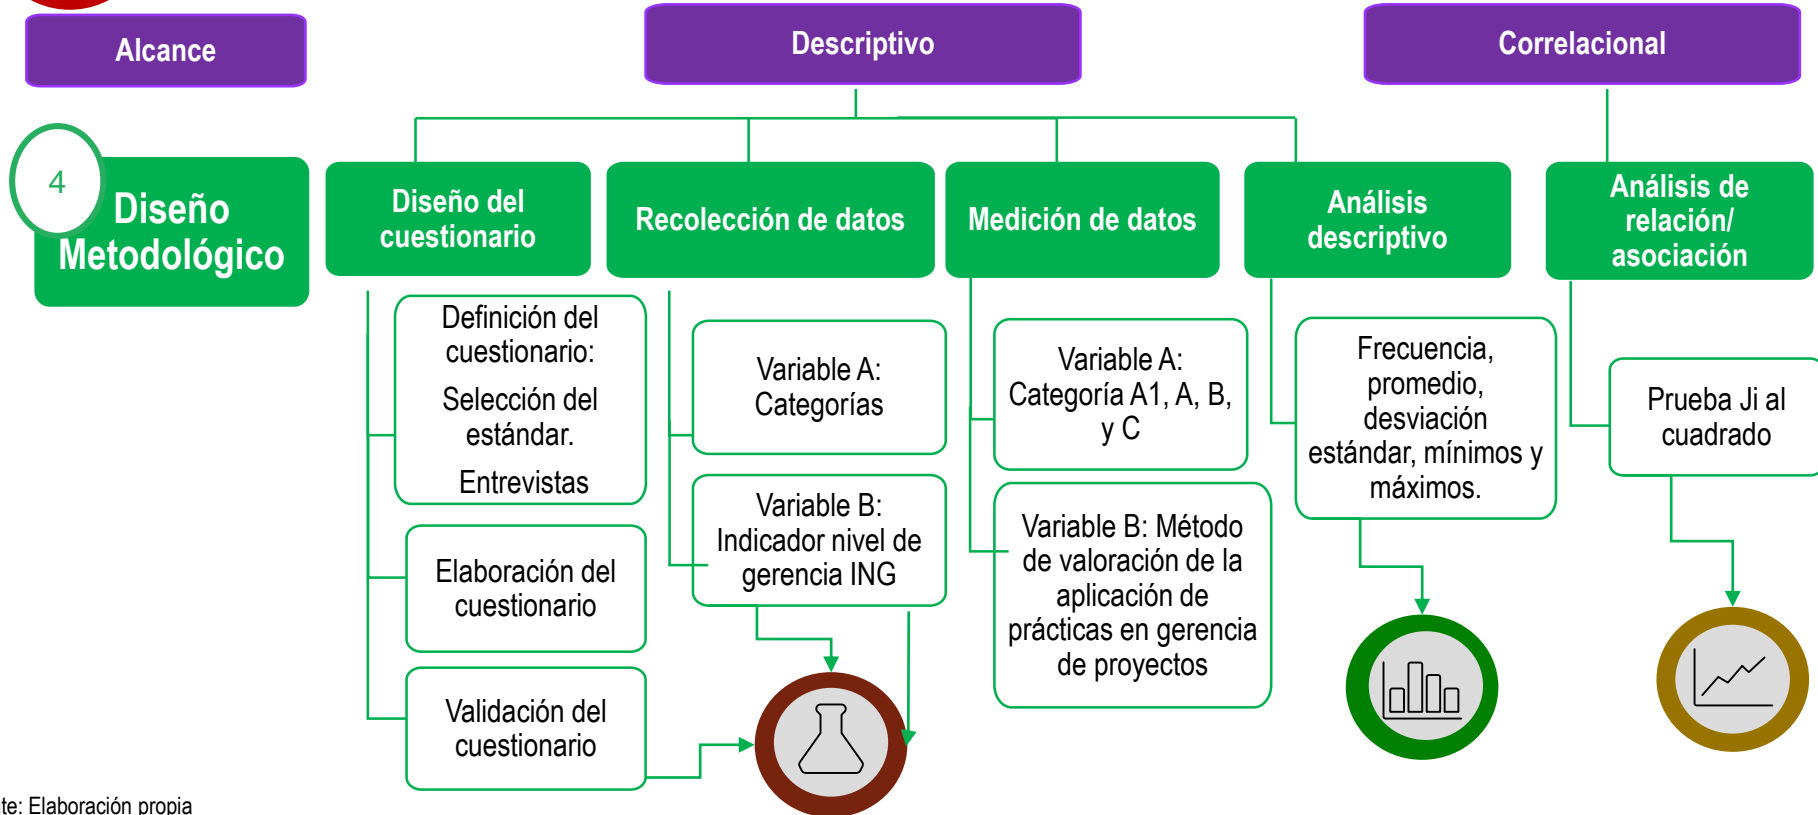 Alcance
Descriptivo
Correlacional
4
Diseño
Metodológico
Diseño del
cuestionario
Recolección de datos
Medición de datos
Análisis
descriptivo
Análisis de
relación/
asociación
Definición del
cuestionario:
Selección del
estándar.
Entrevistas
Elaboración del
cuestionario
Validación del
cuestionario
Variable A:
Categorías
Variable B:
Indicador nivel de
gerencia ING
Variable A:
Categoría A1, A, B,
y C
Variable B: Método
de valoración de la
aplicación de
prácticas en gerencia
de proyectos
Frecuencia,
promedio,
desviación
estándar, mínimos y
máximos.
Prueba Ji al
cuadrado
te: Elaboración propia